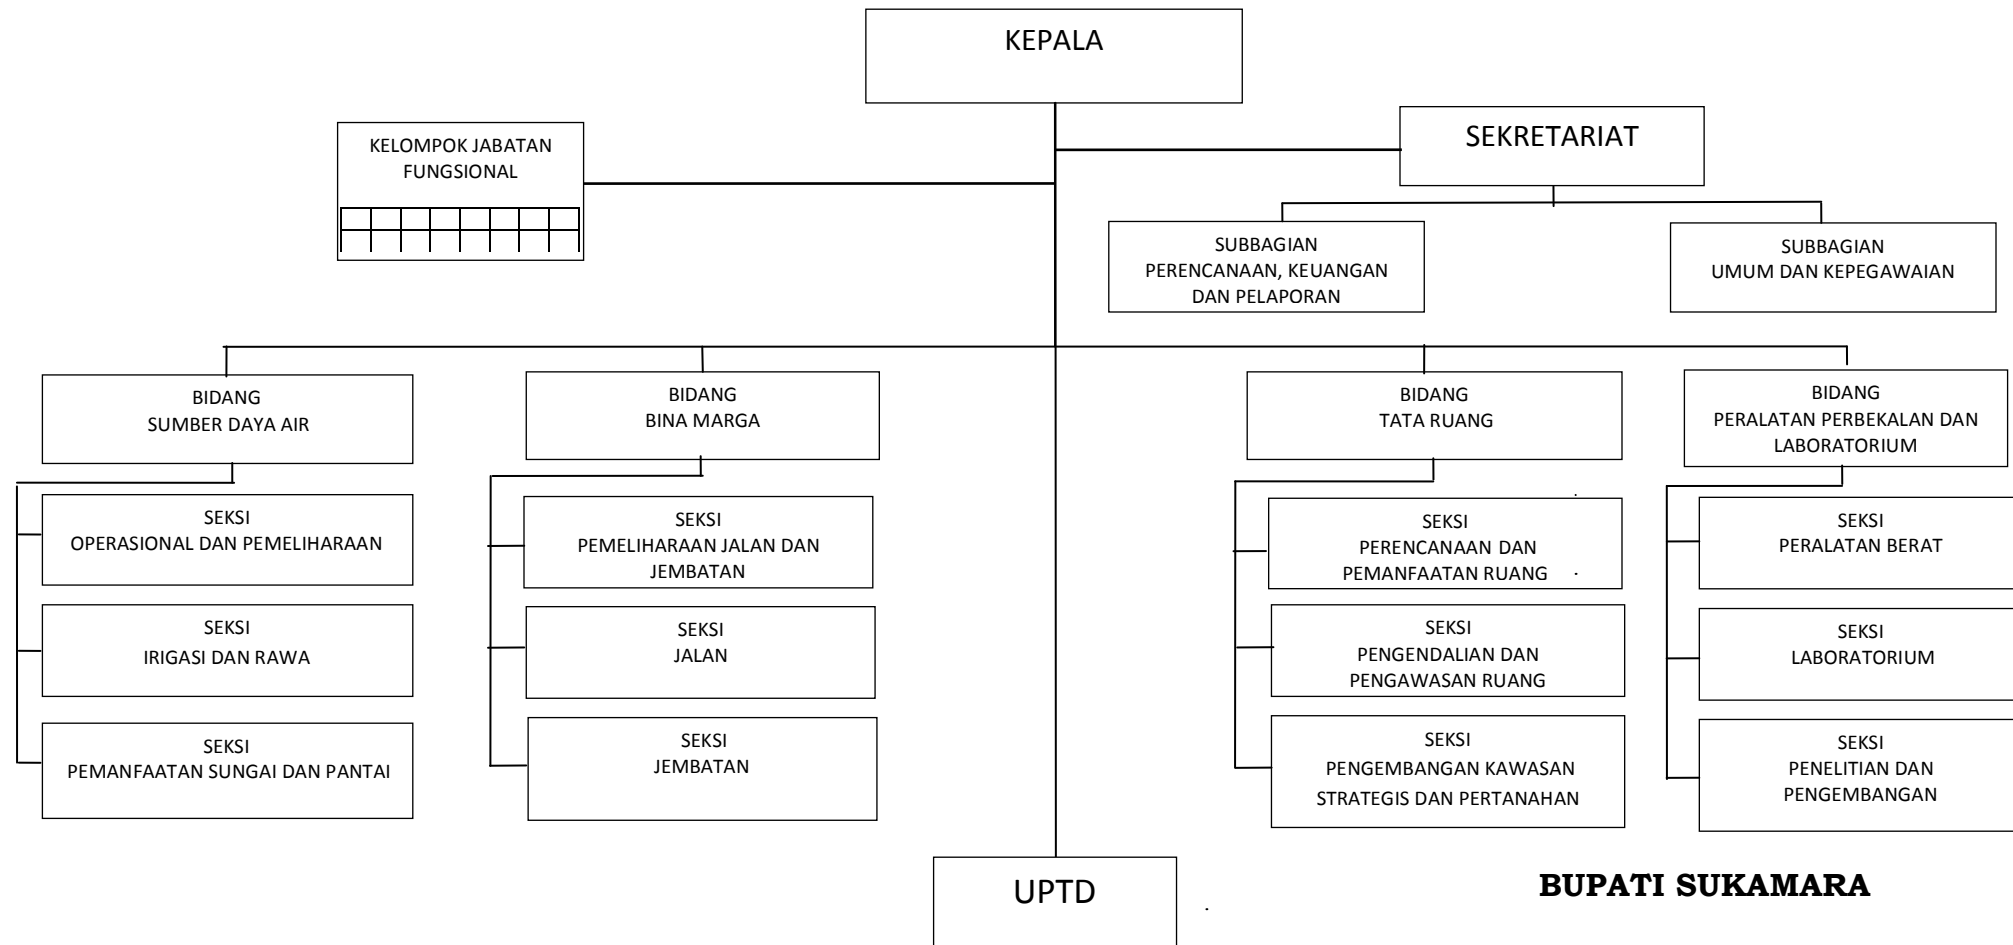 KEPALA
KELOMPOK JABATAN
FUNGSIONAL
SEKRETARIAT
SUBBAGIAN
PERENCANAAN, KEUANGAN
DAN PELAPORAN
SUBBAGIAN
UMUM DAN KEPEGAWAIAN
BIDANG
SUMBER DAYA AIR
BIDANG
BINA MARGA
BIDANG
TATA RUANG
BIDANG
PERALATAN PERBEKALAN DAN
LABORATORIUM
SEKSI
OPERASIONAL DAN PEMELIHARAAN
SEKSI
IRIGASI DAN RAWA
SEKSI
PEMANFAATAN SUNGAI DAN PANTAI
SEKSI
PEMELIHARAAN JALAN DAN
JEMBATAN
SEKSI
JALAN
SEKSI
JEMBATAN
SEKSI
PERENCANAAN DAN
PEMANFAATAN RUANG
SEKSI
PENGENDALIAN DAN
PENGAWASAN RUANG
SEKSI
PENGEMBANGAN KAWASAN
STRATEGIS DAN PERTANAHAN
SEKSI
PERALATAN BERAT
SEKSI
LABORATORIUM
SEKSI
PENELITIAN DAN
PENGEMBANGAN
UPTD
BUPATI SUKAMARA